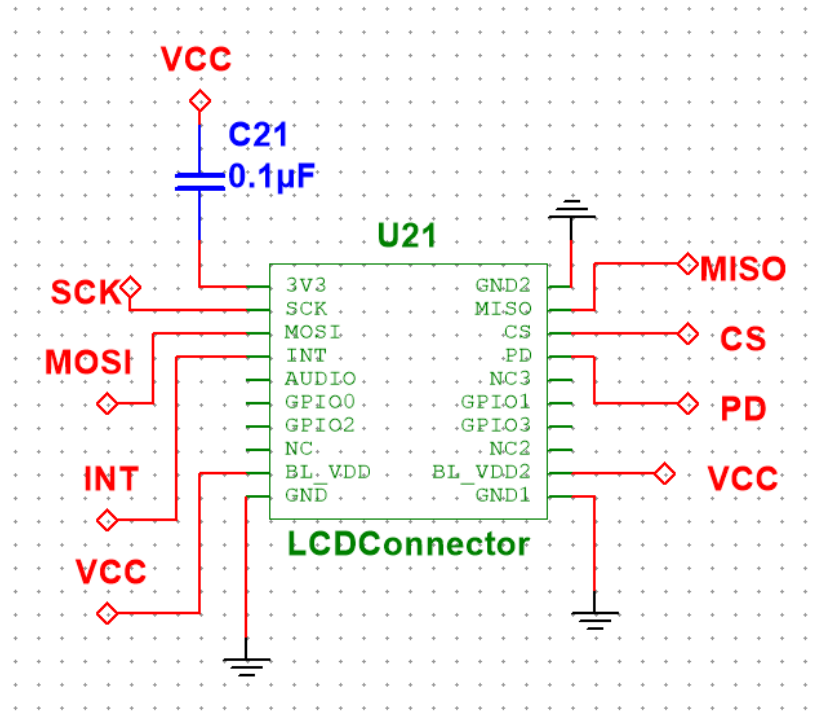 VCC
C21
0.1µF
U21
SCK
MOSI
INT
VCC
3V3
SCK
MOSI
INT
AUDIO
GPIO0
GPIO2
NC
BL_VDD
GND
GND2
MISO
CS
PD
NC3
GPIO1
GPIO3
NC2
BL_VDD2
GND1
MISO
CS
PD
VCC
LCDConnector